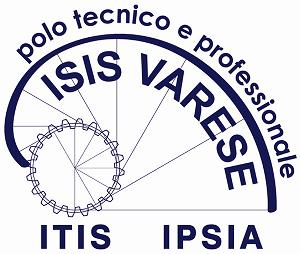 polo tecnico e professionale
ISIS VARESE
ITIS IPSIA